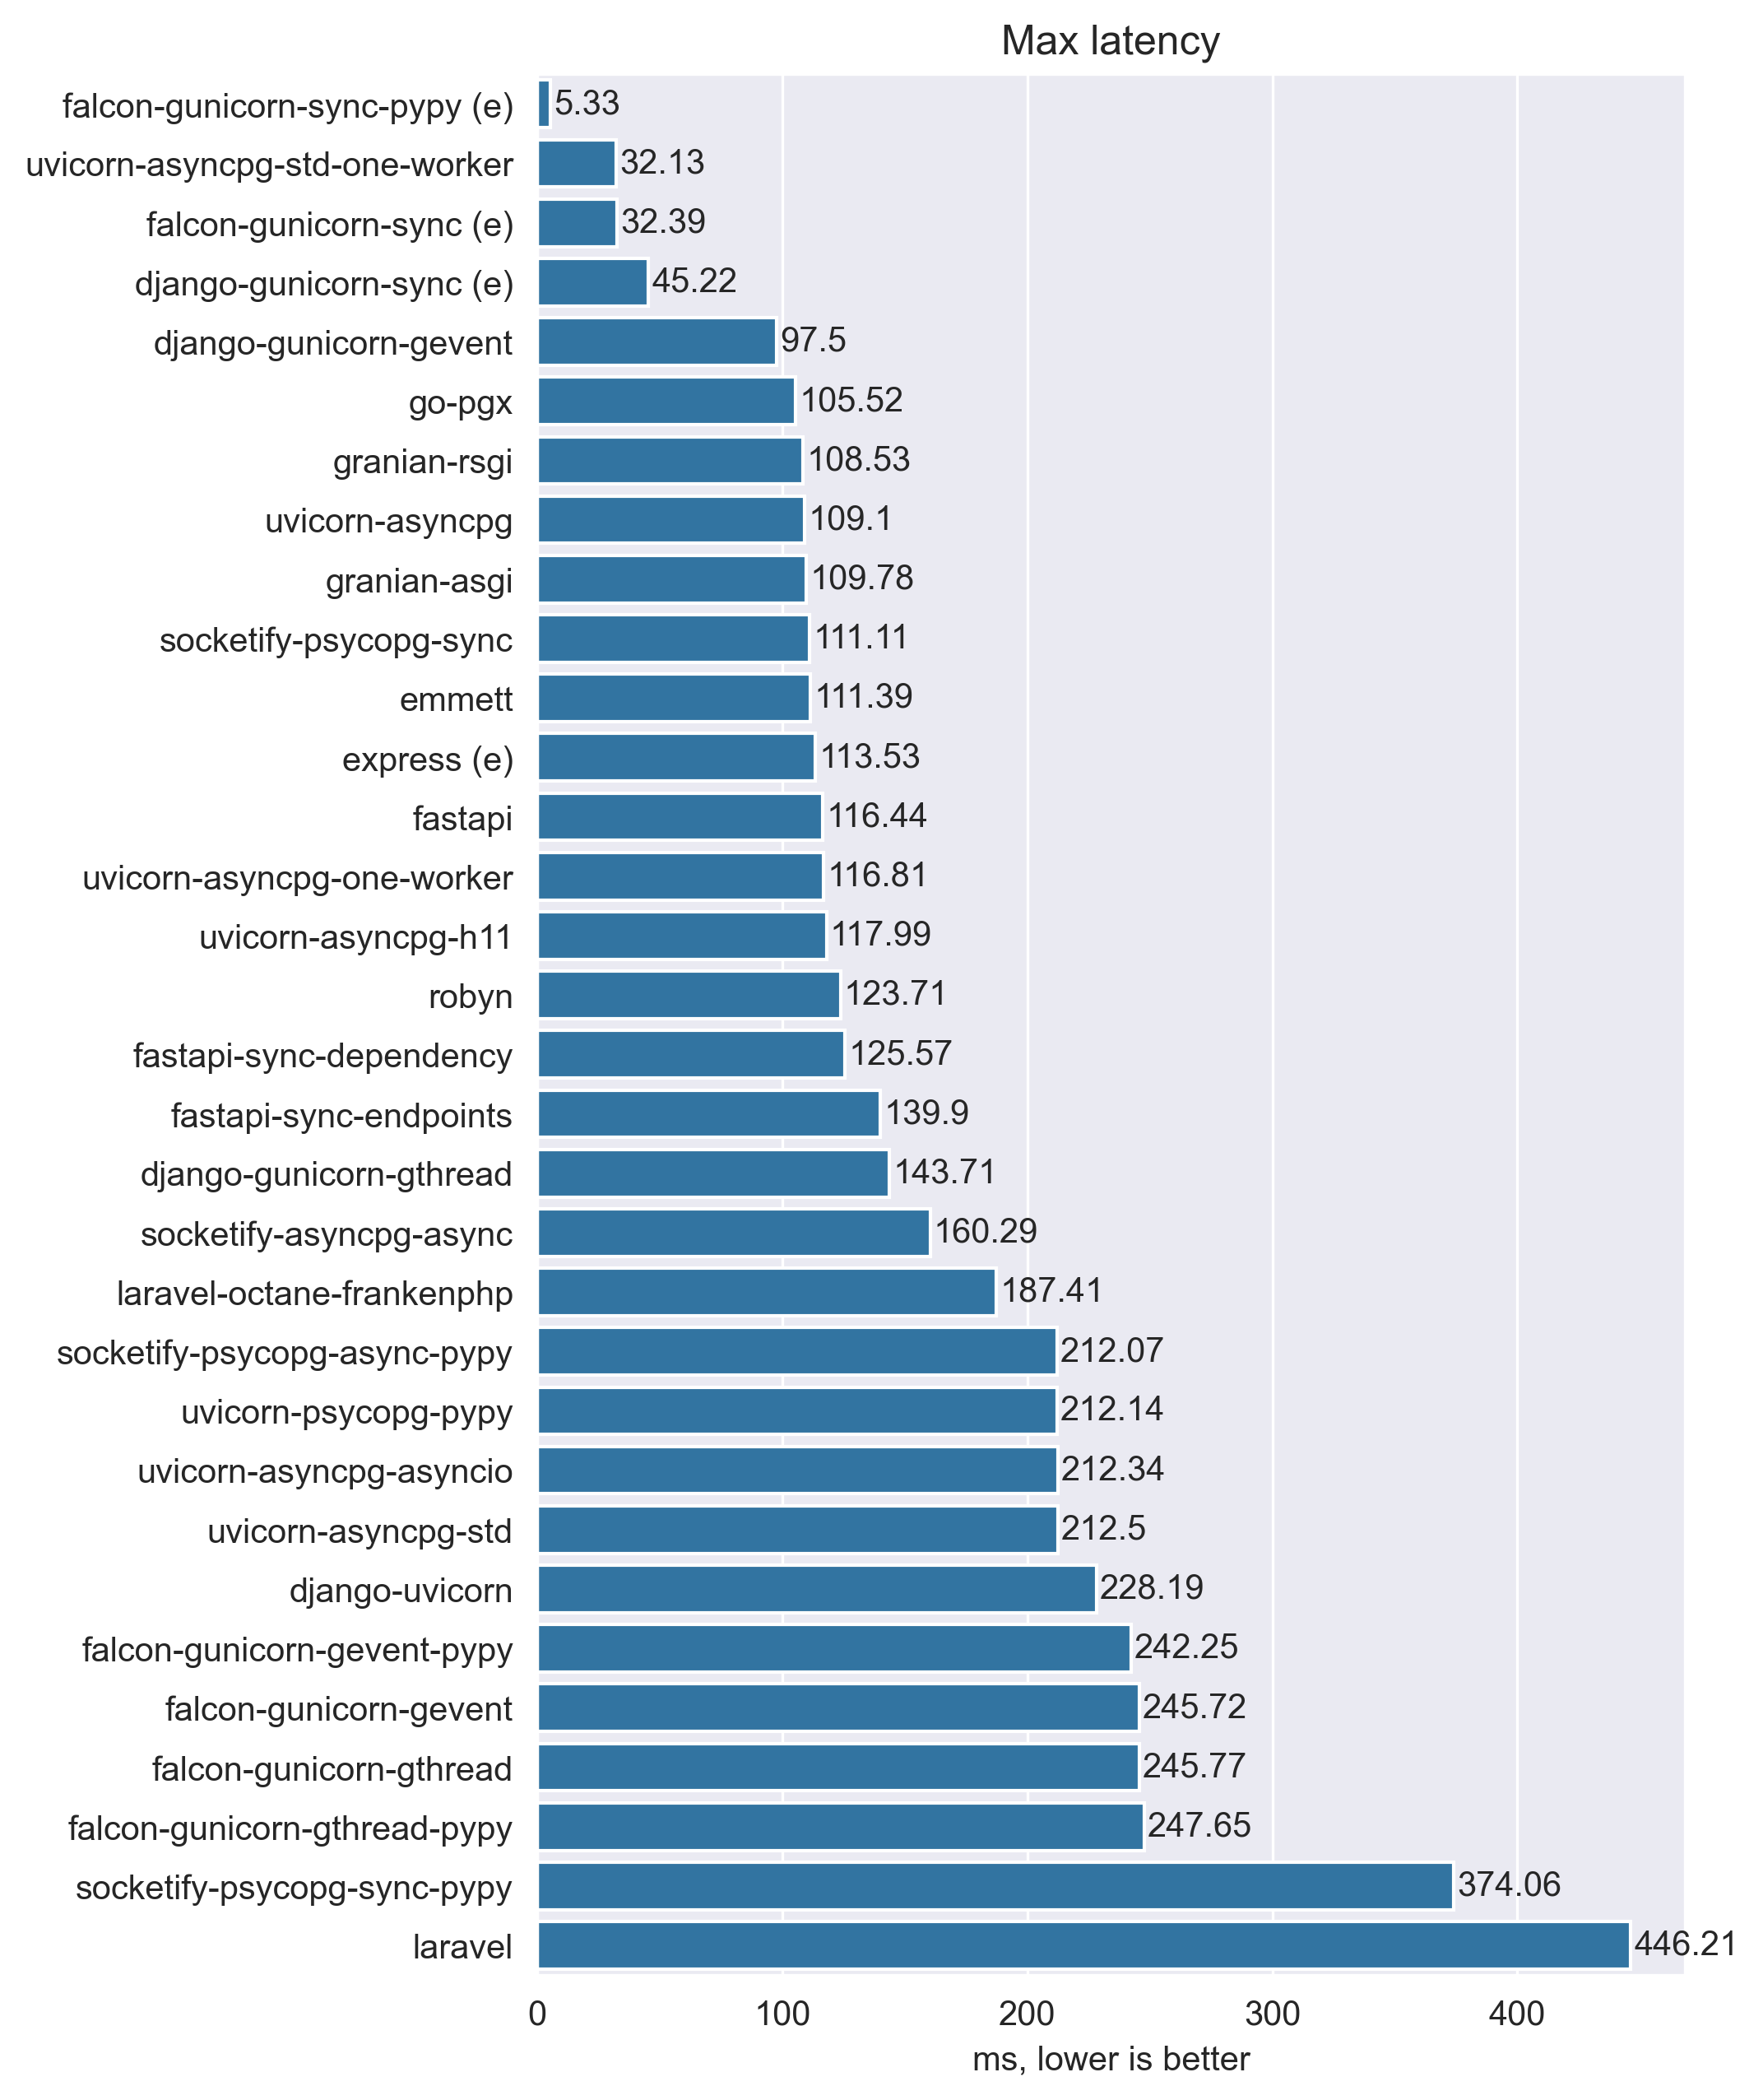 Max latency
falcon-gunicorn-sync-pypy (e) 5.33
uvicorn-asyncpg-std-one-worker 32.13
falcon-gunicorn-sync (e) 32.39
django-gunicorn-sync (e) 45.22
django-gunicorn-gevent 97.5
go-pgx 105.52
granian-rsgi 108.53
uvicorn-asyncpg 109.1
granian-asgi 109.78
socketify-psycopg-sync 111.11
emmett 111.39
express (e) 113.53
fastapi 116.44
uvicorn-asyncpg-one-worker 116.81
uvicorn-asyncpg-h11 117.99
robyn 123.71
fastapi-sync-dependency 125.57
fastapi-sync-endpoints 139.9
django-gunicorn-gthread 143.71
socketify-asyncpg-async 160.29
laravel-octane-frankenphp 187.41
socketify-psycopg-async-pypy 212.07
uvicorn-psycopg-pypy 212.14
uvicorn-asyncpg-asyncio 212.34
uvicorn-asyncpg-std 212.5
django-uvicorn 228.19
falcon-gunicorn-gevent-pypy 242.25
falcon-gunicorn-gevent 245.72
falcon-gunicorn-gthread 245.77
falcon-gunicorn-gthread-pypy 247.65
socketify-psycopg-sync-pypy 374.06
laravel 446.21
0 100 200 300 400
ms, lower is better